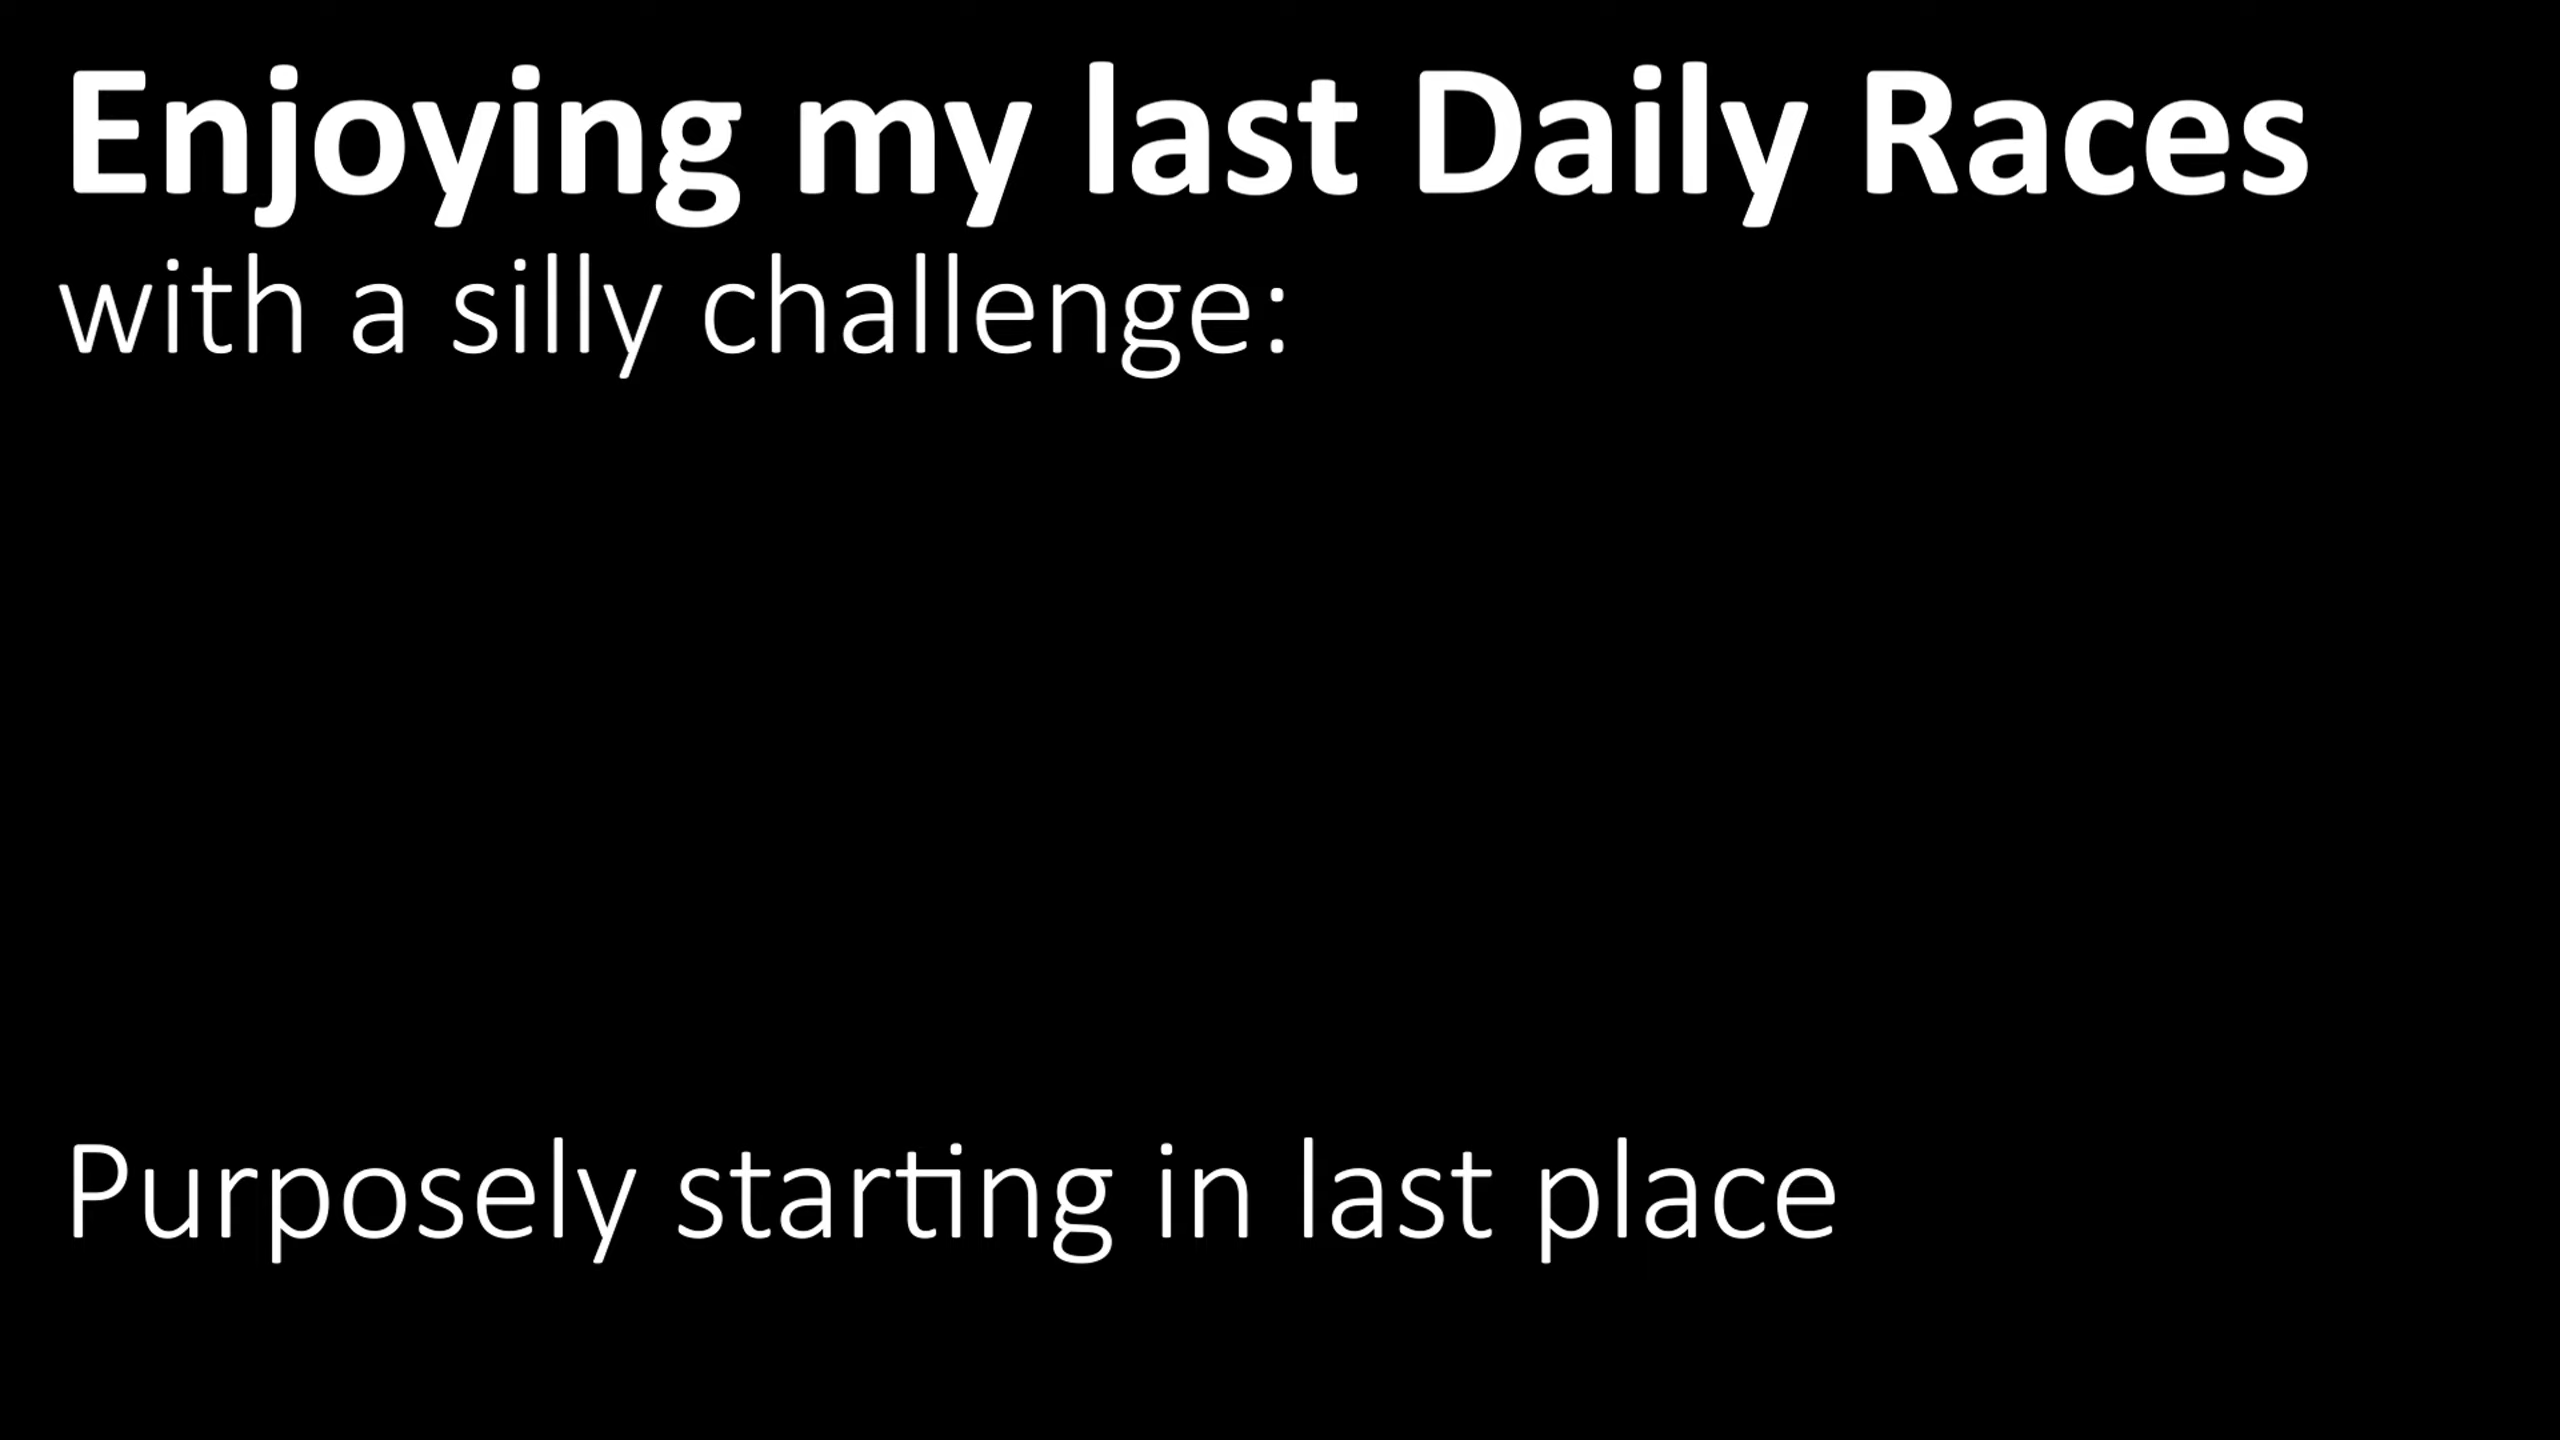 Enjoying my last Daily Races
with a silly challenge:
Purposely starting in last place